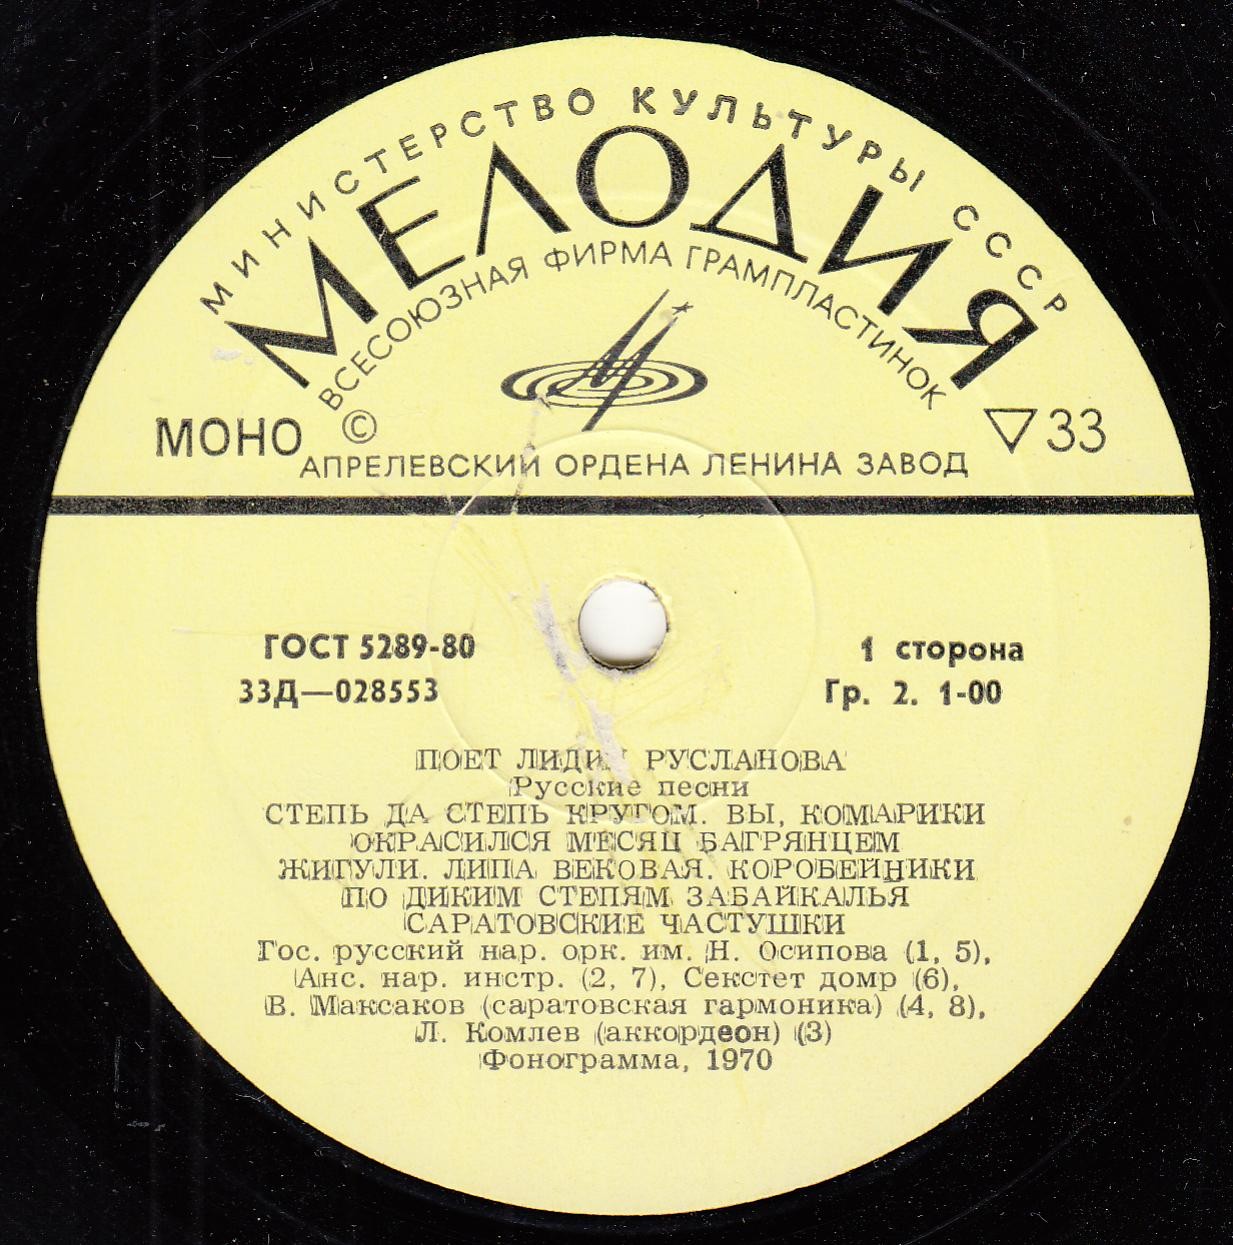 МИНИСТЕРСТВО КУЛЬТУРЫ СССР
МЕЛОДИЯ
ВСЕСОЮЗНАЯ ФИРМА ГРАМПЛАСТИНОК
МОНО © ▽33
АПРЕЛЕВСКИЙ ОРДЕНА ЛЕНИНА ЗАВОД
ГОСТ 5289-80 1 сторона
33Д—028553 Гр. 2. 1-00
ПОЕТ ЛИДИЯ РУСЛАНОВА
Русские песни
СТЕПЬ ДА СТЕПЬ КРУГОМ. ВЫ, КОМАРИКИ
ОКРАСИЛСЯ МЕСЯЦ БАГРЯНЦЕМ
ЖИГУЛИ. ЛИПА ВЕКОВАЯ. КОРОБЕЙНИКИ
ПО ДИКИМ СТЕПЯМ ЗАБАЙКАЛЬЯ
САРАТОВСКИЕ ЧАСТУШКИ
Гос. русский нар. орк. им. Н. Осипова (1, 5),
Анс. нар. инстр. (2, 7), Секстет домр (6),
В. Максаков (саратовская гармоника) (4, 8),
Л. Комлев (аккордеон) (3)
Фонограмма, 1970